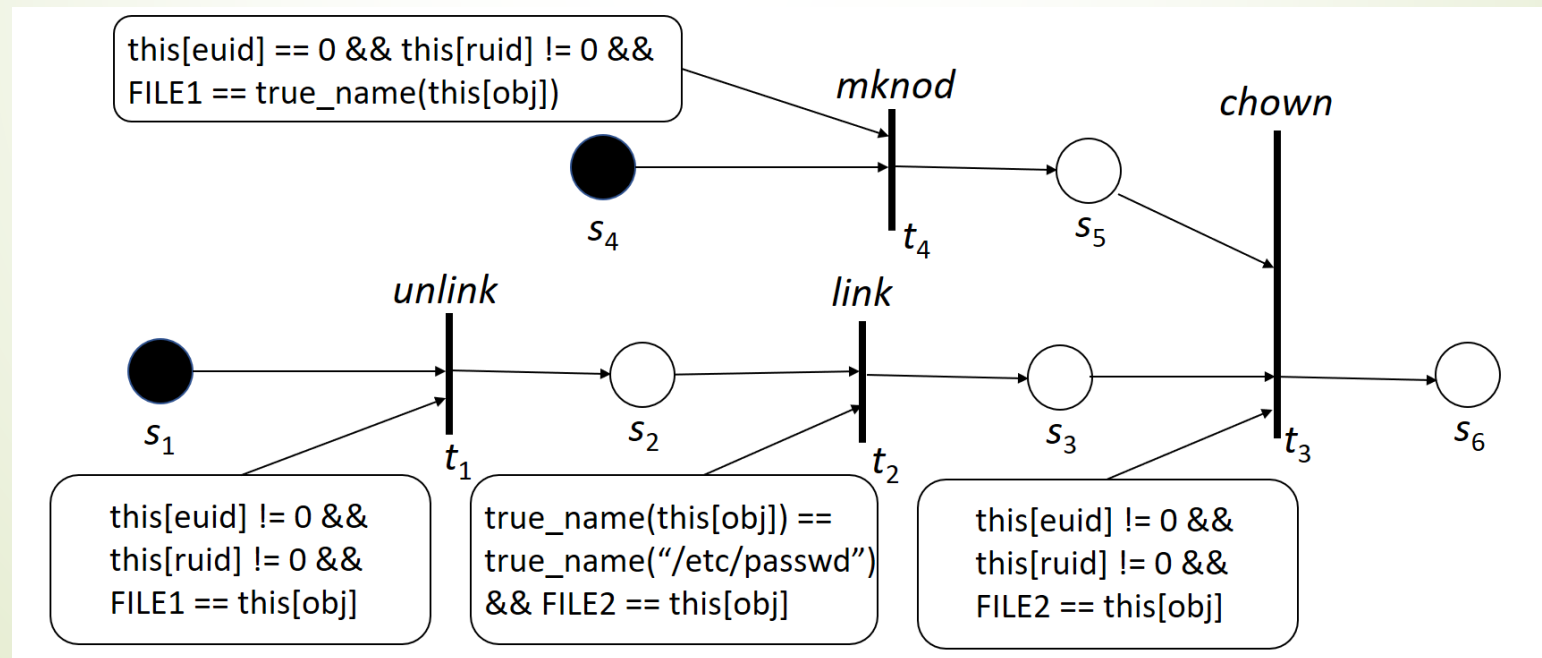 this[euid] == 0 && this[ruid] != 0 &&
FILE1 == true_name(this[obj])
mknod
chown
s4
t4
s5
unlink
link
s1
t1
s2
t2
s3
t3
s6
this[euid] != 0 &&
this[ruid] != 0 &&
FILE1 == this[obj]
true_name(this[obj]) ==
true_name(“/etc/passwd”)
&& FILE2 == this[obj]
this[euid] != 0 &&
this[ruid] != 0 &&
FILE2 == this[obj]